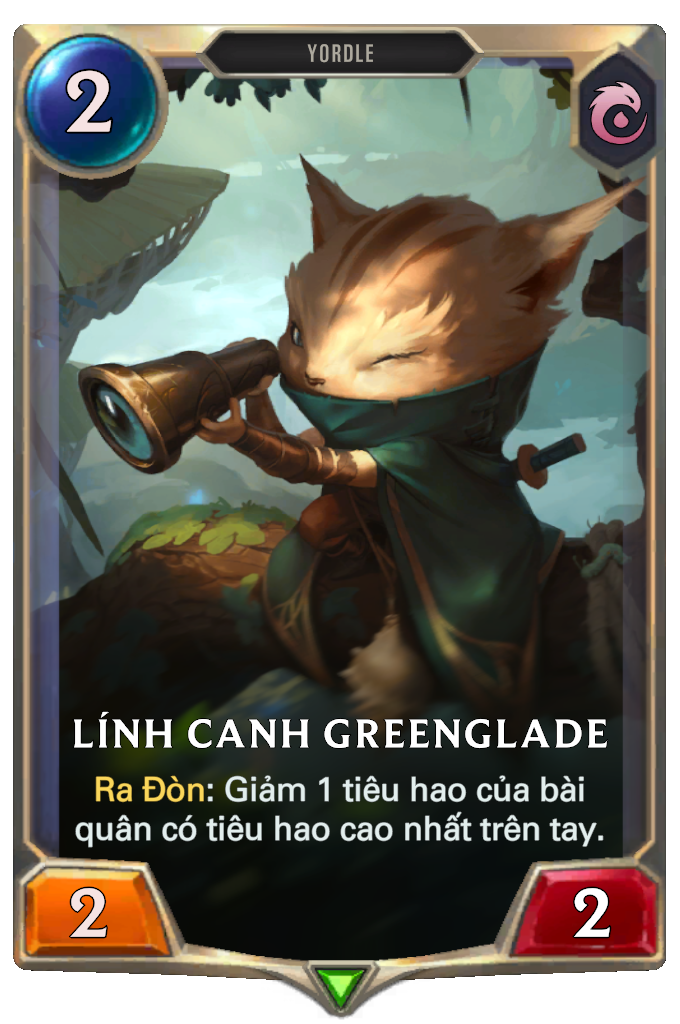 2
YORDLE
LÍNH CANH GREENGLADE
Ra Đòn: Giảm 1 tiêu hao của bài
quân có tiêu hao cao nhất trên tay.
2
2